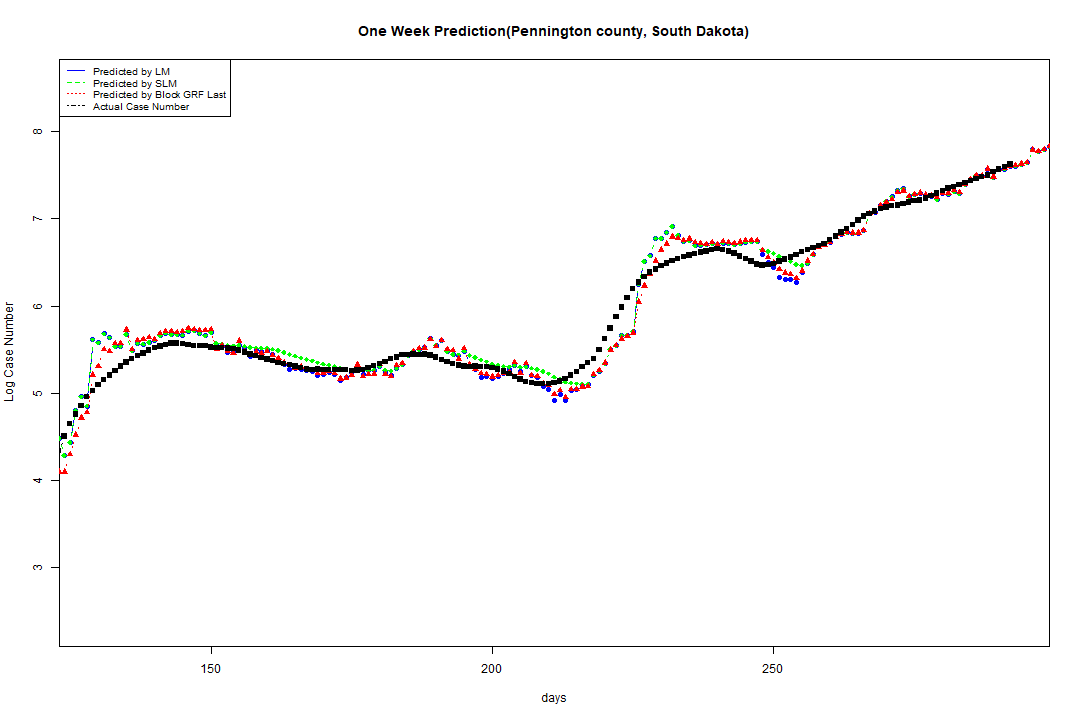 One Week Prediction(Pennington county, South Dakota)
Predicted by LM
Predicted by SLM
Predicted by Block GRF Last
Actual Case Number
8
7
6
5
4
3
Log Case Number
150
200
250
days